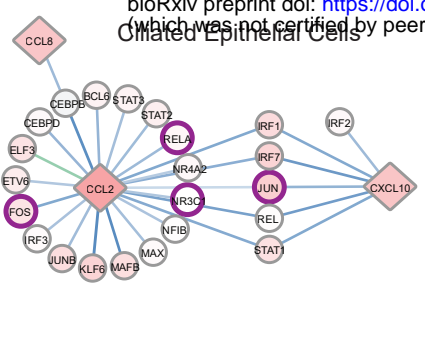 bioRxiv preprint doi: https://doi.o
(which was not certified by peer
Ciliated Epithelial Cells
CCL8
CEBPB
BCL6
STAT3
STAT2
CEBPD
RELA
IRF1
IRF2
ELF3
NR4A2
IRF7
ETV6
CCL2
JUN
CXCL10
FOS
NR3C1
REL
IRF3
NFIB
STAT1
JUNB
KLF6
MAFB
MAX